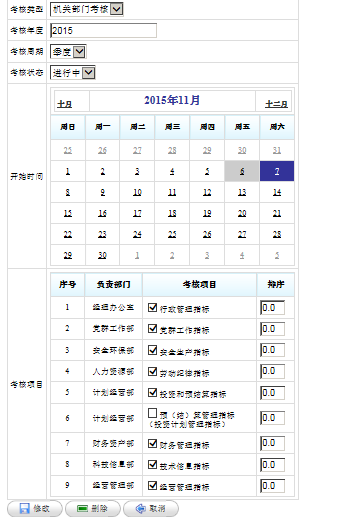 考核类型 机关部门考核
考核年度 2015
考核周期 季度
考核状态 进行中
开始时间
十月 2015年11月 十二月
周日 周一 周二 周三 周四 周五 周六
25 26 27 28 29 30 31
1 2 3 4 5 6 7
8 9 10 11 12 13 14
15 16 17 18 19 20 21
22 23 24 25 26 27 28
29 30 1 2 3 4 5
考核项目
序号 负责部门 考核项目 排序
1 经理办公室 行政管理指标 0.0
2 党群工作部 党群工作指标 0.0
3 安全环保部 安全生产指标 0.0
4 人力资源部 劳动纪律指标 0.0
5 计划经营部 投资和预结算指标 0.0
6 计划经营部 预（结）算管理指标 0.0
（投资计划管理指标）
7 财务资产部 财务管理指标 0.0
8 科技信息部 技术信息指标 0.0
9 经营管理部 经营管理指标 0.0
修改 删除 取消